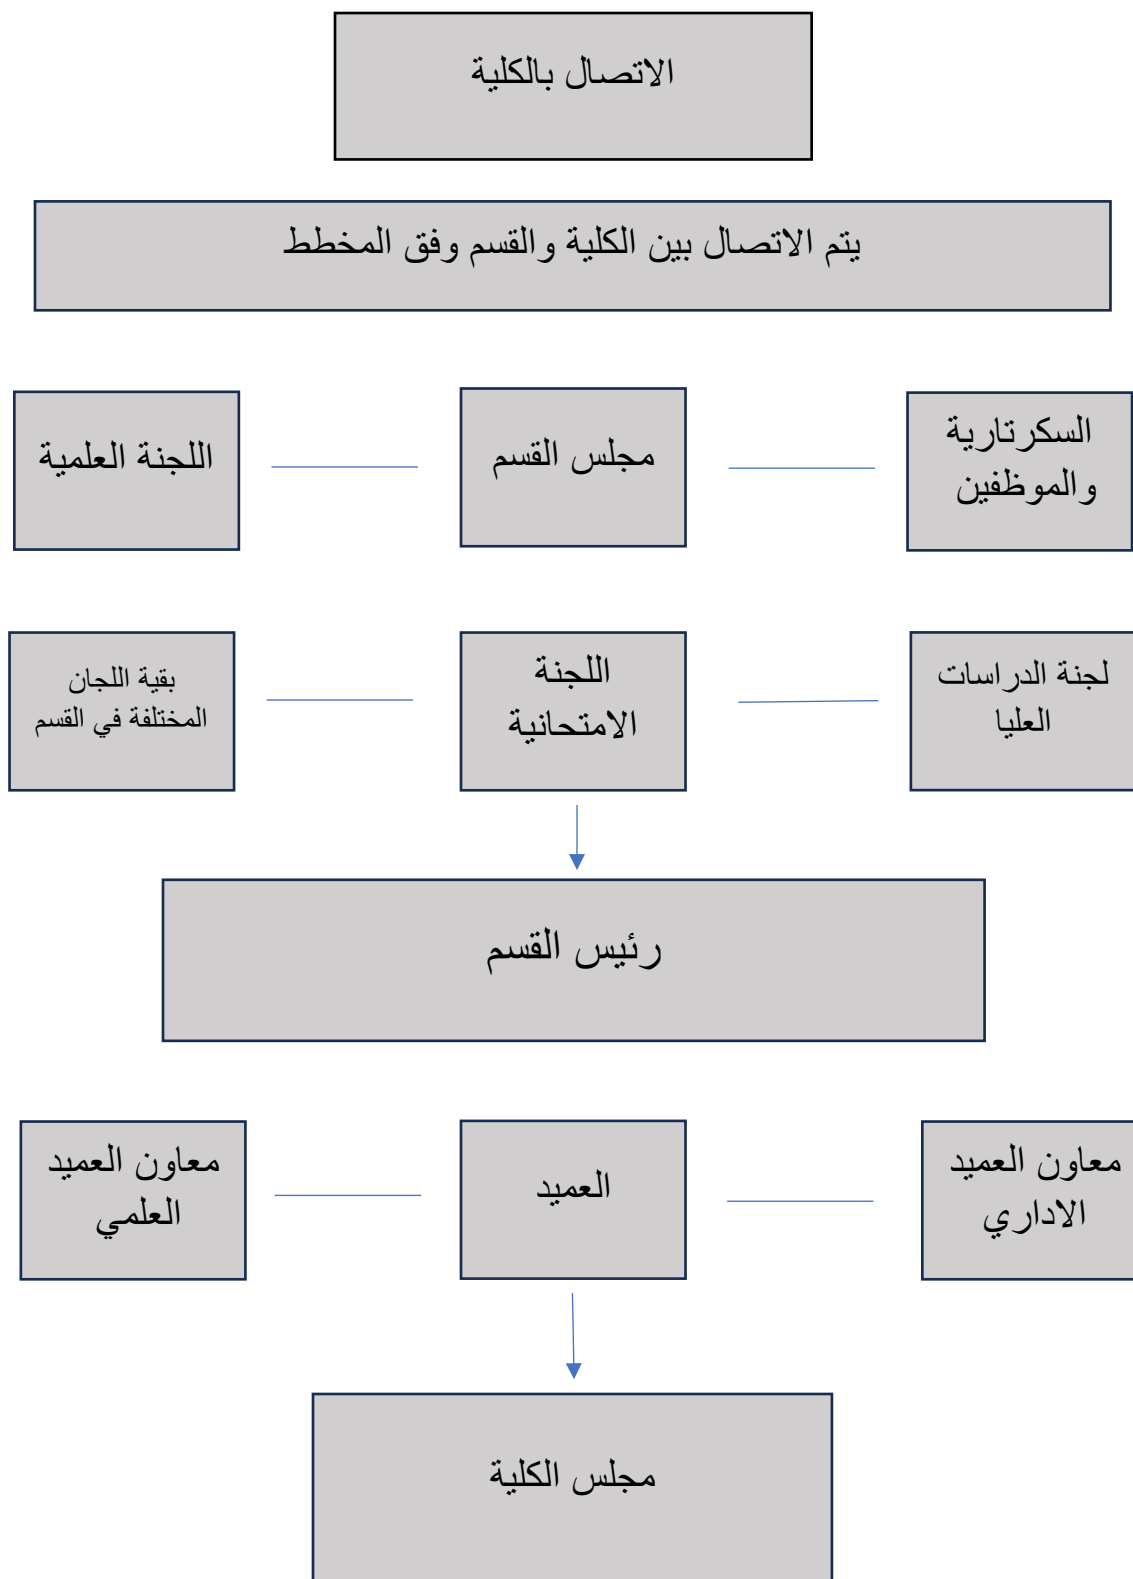 الاتصال بالكلية
يتم الاتصال بين الكلية والقسم وفق المخطط
السكرتارية
والموظفين
مجلس القسم
اللجنة العلمية
لجنة الدراسات
العليا
اللجنة
الامتحانية
بقية اللجان
المختلفة في القسم
رئيس القسم
معاون العميد
الاداري
العميد
معاون العميد
العلمي
مجلس الكلية